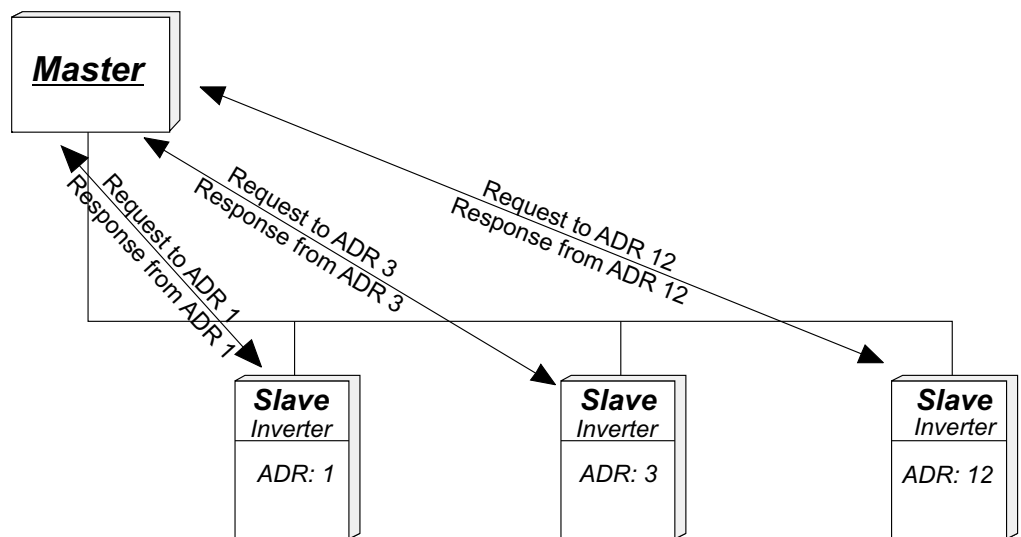 Master
Request to ADR 1
Response from ADR 1
Request to ADR 3
Response from ADR 3
Request to ADR 12
Response from ADR 12
Slave
Inverter
ADR: 1
Slave
Inverter
ADR: 3
Slave
Inverter
ADR: 12